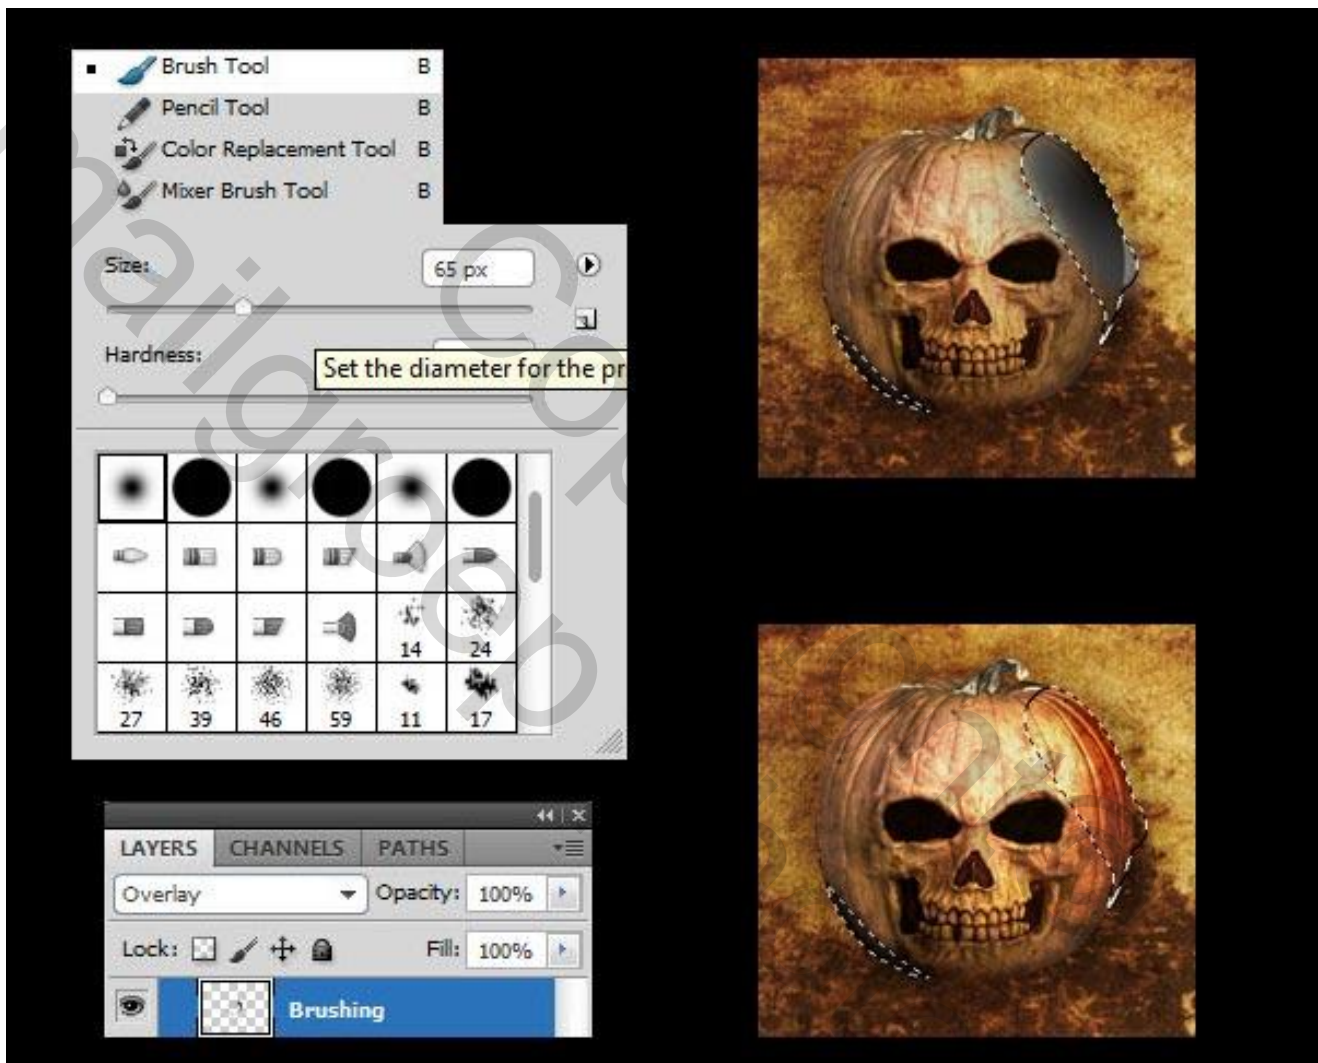 Brush Tool B
Pencil Tool B
Color Replacement Tool B
Mixer Brush Tool B
Size: 65 px
Hardness:
Set the diameter for the pr
14 24
27 39 46 59 11 17
LAYERS CHANNELS PATHS
Overlay Opacity: 100%
Lock: Fill: 100%
Brushing